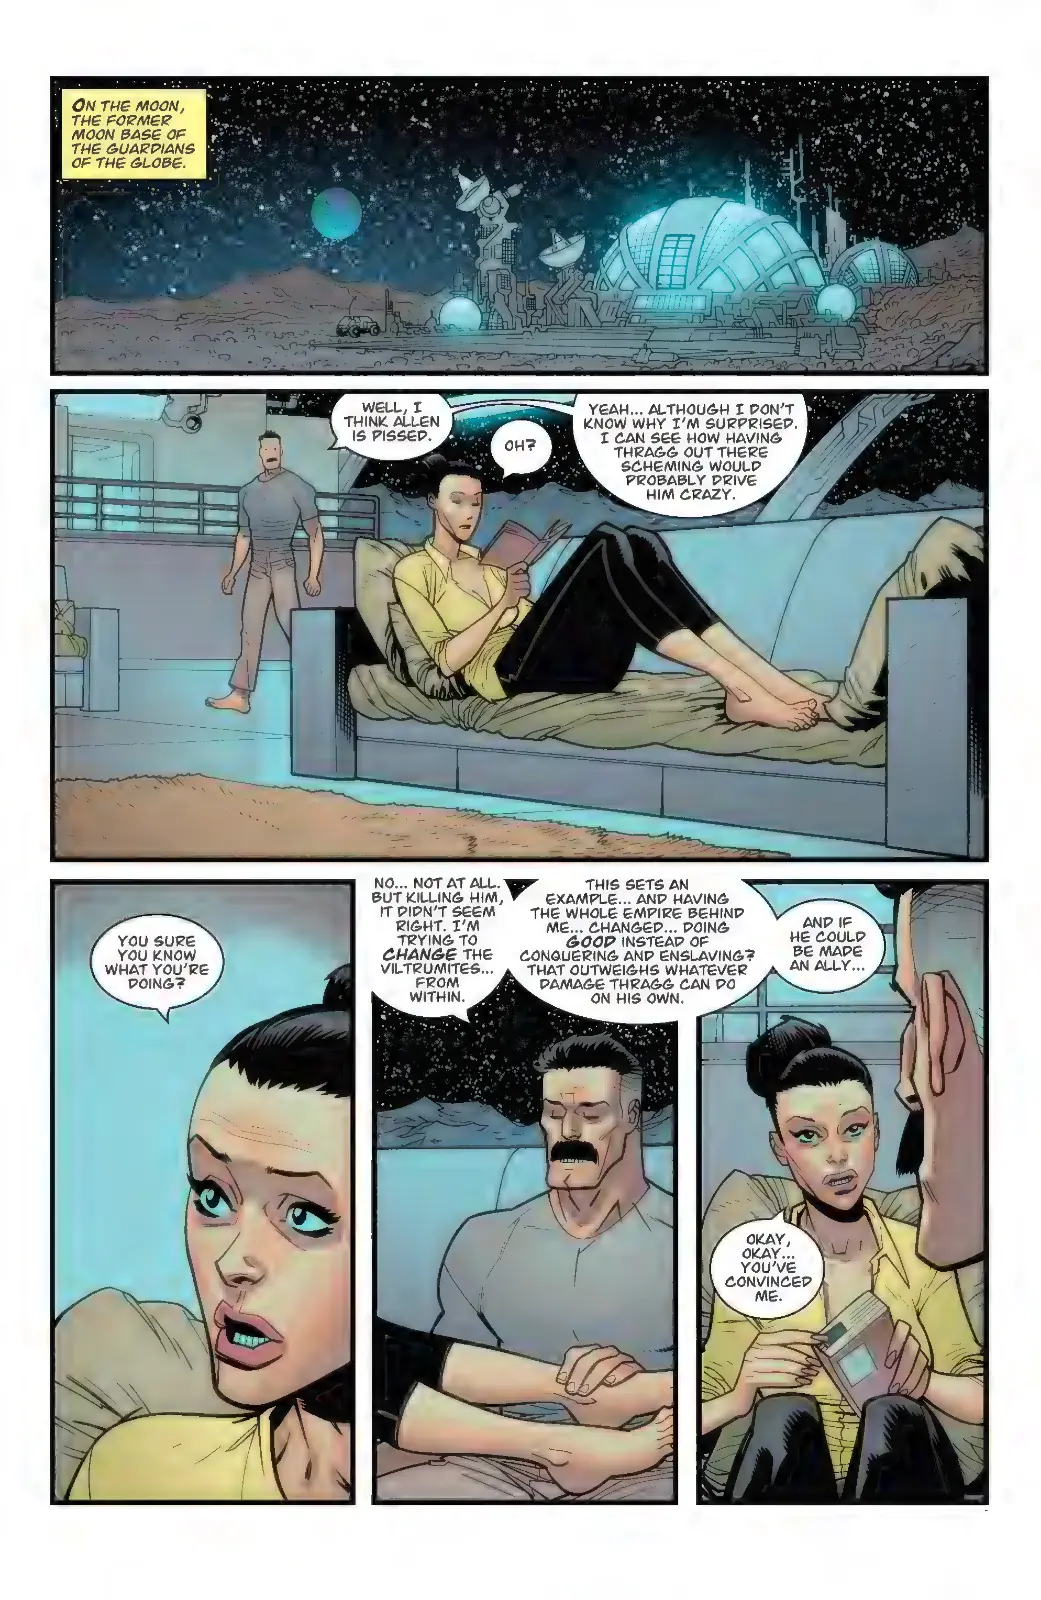 ON THE MOON,
THE FORMER
MOON BASE OF
THE GUARDIANS
OF THE GLOBE.
WELL, I
THINK ALLEN
IS PISSED.
OH?
YEAH... ALTHOUGH I DON'T
KNOW WHY I'M SURPRISED.
I CAN SEE HOW HAVING
THRAGG OUT THERE
SCHEMING WOULD
PROBABLY DRIVE
HIM CRAZY.
YOU SURE
YOU KNOW
WHAT YOU'RE
DOING?
NO... NOT AT ALL.
BUT KILLING HIM,
IT DIDN'T SEEM
RIGHT. I'M
TRYING TO
CHANGE THE
VILTRUMITES...
FROM
WITHIN.
THIS SETS AN
EXAMPLE... AND HAVING
THE WHOLE EMPIRE BEHIND
ME... CHANGED... DOING
GOOD INSTEAD OF
CONQUERING AND ENSLAVING?
THAT OUTWEIGHS WHATEVER
DAMAGE THRAGG CAN DO
ON HIS OWN.
AND IF
HE COULD
BE MADE
AN ALLY...
OKAY,
OKAY...
YOU'VE
CONVINCED
ME.